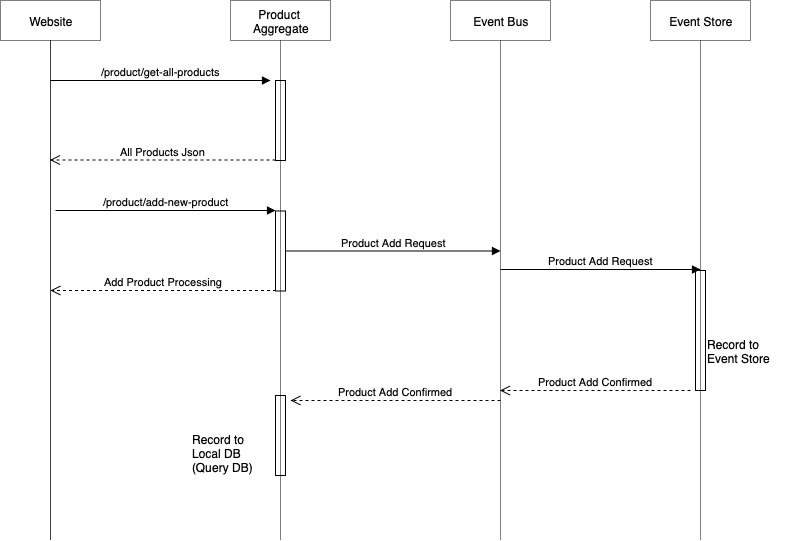 Website
Product
Aggregate
Event Bus
Event Store
/product/get-all-products
All Products Json
/product/add-new-product
Product Add Request
Product Add Request
Add Product Processing
Record to
Event Store
Product Add Confirmed
Product Add Confirmed
Record to
Local DB
(Query DB)